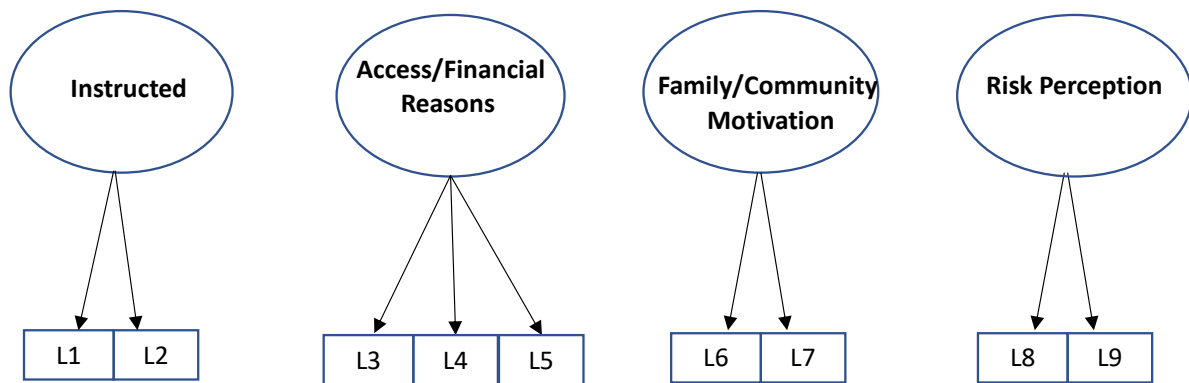 Instructed
Access/Financial
Reasons
Family/Community
Motivation
Risk Perception
L1
L2
L3
L4
L5
L6
L7
L8
L9